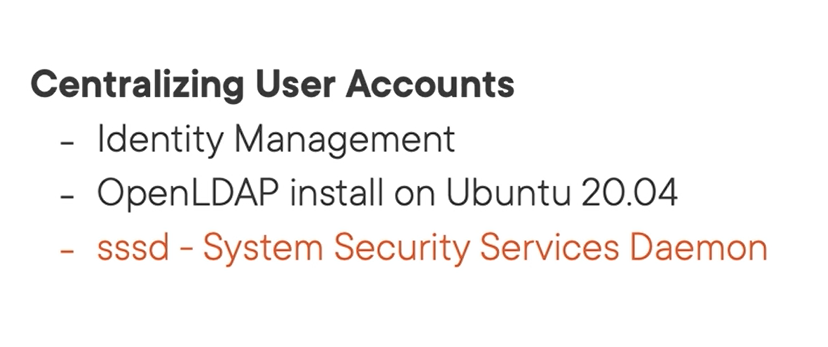 Centralizing User Accounts
- Identity Management
- OpenLDAP install on Ubuntu 20.04
- sssd - System Security Services Daemon